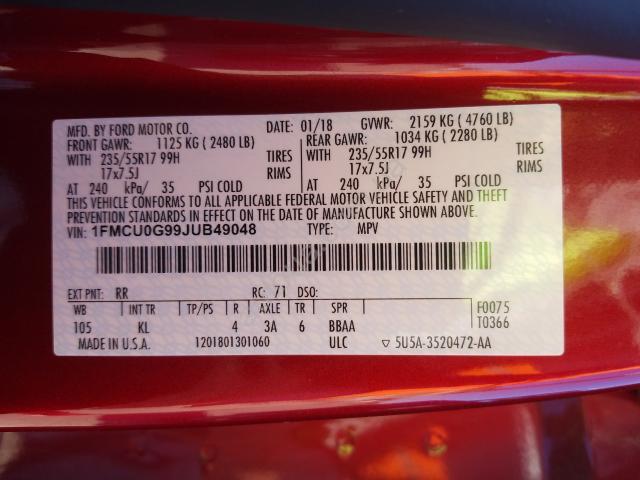 MFD. BY FORD MOTOR CO. DATE: 01/18 GVWR: 2159 KG ( 4760 LB)
FRONT GAWR: 1125 KG ( 2480 LB) REAR GAWR: 1034 KG ( 2280 LB)
WITH 235/55R17 99H TIRES WITH 235/55R17 99H TIRES
17x7.5J RIMS 17x7.5J RIMS
AT 240 kPa/ 35 PSI COLD AT 240 kPa/ 35 PSI COLD
THIS VEHICLE CONFORMS TO ALL APPLICABLE FEDERAL MOTOR VEHICLE SAFETY AND THEFT
PREVENTION STANDARDS IN EFFECT ON THE DATE OF MANUFACTURE SHOWN ABOVE.
VIN: 1FMCU0G99JUB49048 TYPE: MPV
EXT PNT: RR RC: 71 DSO:
WB INT TR TP/PS R AXLE TR SPR F0075
105 KL 4 3A 6 BBAA T0366
MADE IN U.S.A. 1201801301060 ULC ▽ 5U5A-3520472-AA